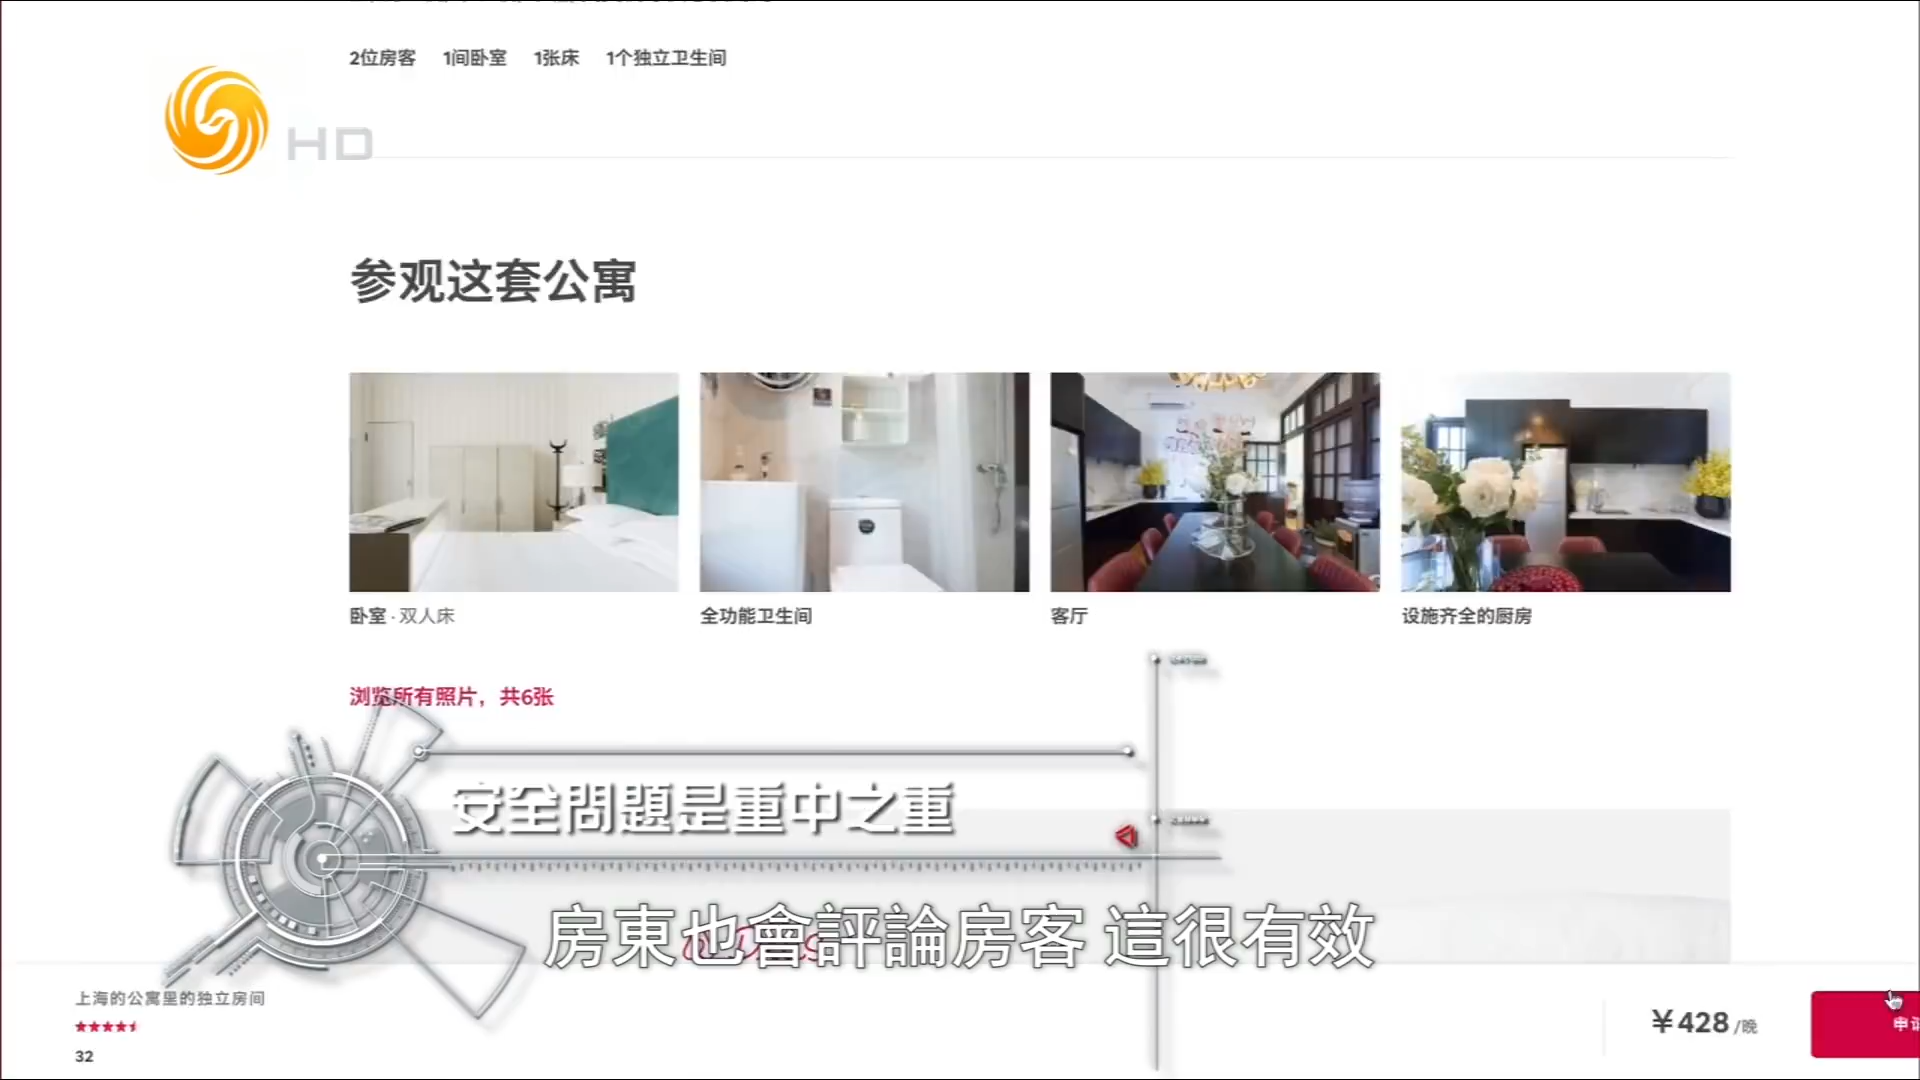 2位房客 1间卧室 1张床 1个独立卫生间
HD
参观这套公寓
卧室 · 双人床
全功能卫生间
客厅
设施齐全的厨房
浏览所有照片，共6张
安全問題是重中之重
房東也會評論房客 這很有效
上海的公寓里的独立房间
32
¥428 /晚
申